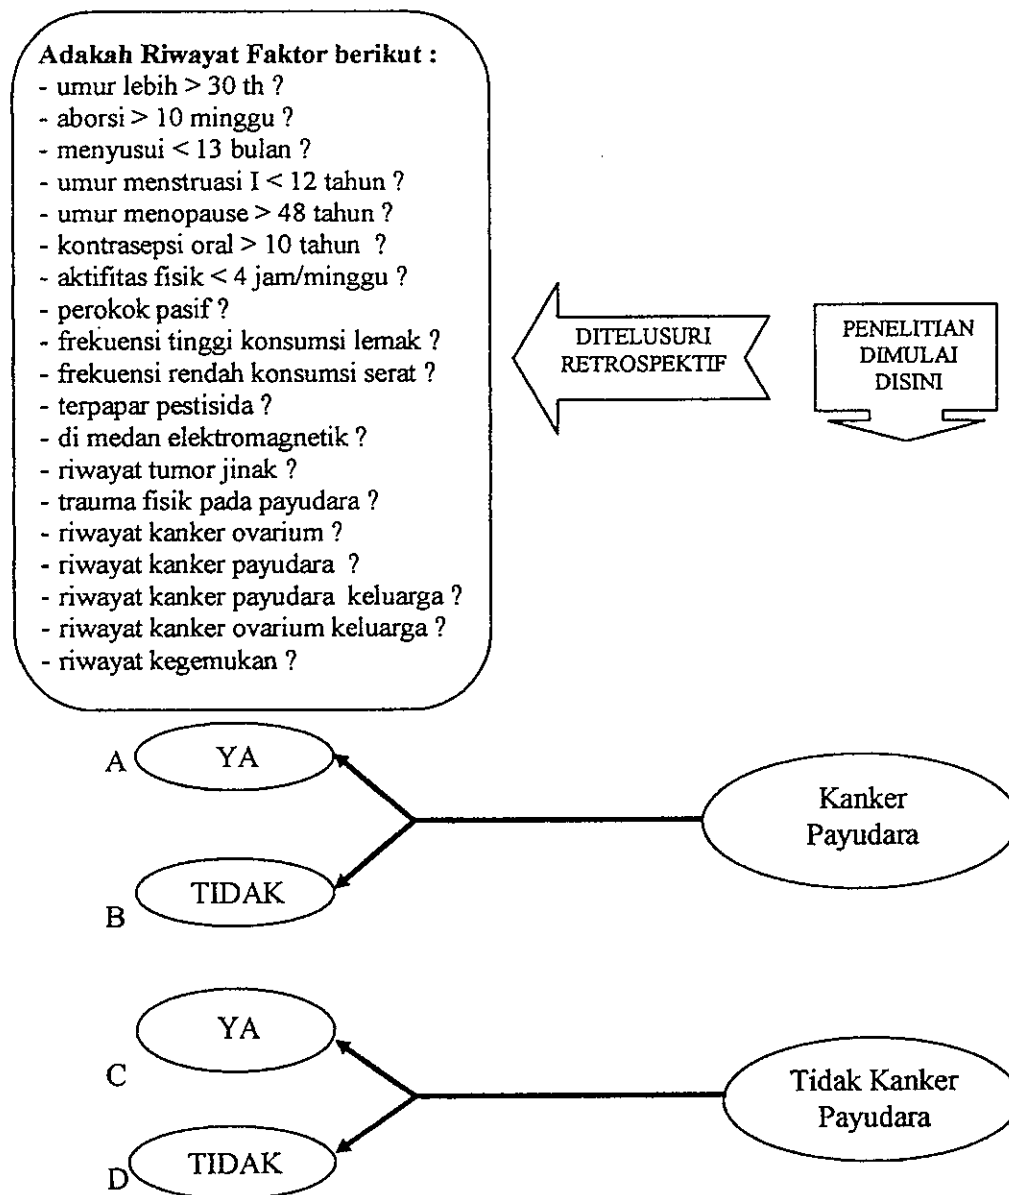 Adakah Riwayat Faktor berikut :
- umur lebih > 30 th ?
- aborsi > 10 minggu ?
- menyusui < 13 bulan ?
- umur menstruasi I < 12 tahun ?
- umur menopause > 48 tahun ?
- kontrasepsi oral > 10 tahun ?
- aktifitas fisik < 4 jam/minggu ?
- perokok pasif ?
- frekuensi tinggi konsumsi lemak ?
- frekuensi rendah konsumsi serat ?
- terpapar pestisida ?
- di medan elektromagnetik ?
- riwayat tumor jinak ?
- trauma fisik pada payudara ?
- riwayat kanker ovarium ?
- riwayat kanker payudara ?
- riwayat kanker payudara keluarga ?
- riwayat kanker ovarium keluarga ?
- riwayat kegemukan ?
DITELUSURI
RETROSPEKTIF
PENELITIAN
DIMULAI
DISINI
A
YA
B
TIDAK
Kanker
Payudara
C
YA
D
TIDAK
Tidak Kanker
Payudara